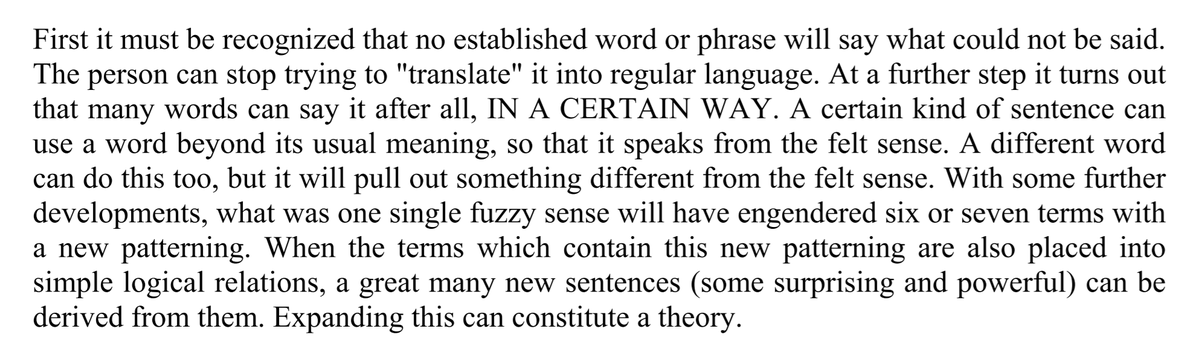 First it must be recognized that no established word or phrase will say what could not be said.
The person can stop trying to "translate" it into regular language. At a further step it turns out
that many words can say it after all, IN A CERTAIN WAY. A certain kind of sentence can
use a word beyond its usual meaning, so that it speaks from the felt sense. A different word
can do this too, but it will pull out something different from the felt sense. With some further
developments, what was one single fuzzy sense will have engendered six or seven terms with
a new patterning. When the terms which contain this new patterning are also placed into
simple logical relations, a great many new sentences (some surprising and powerful) can be
derived from them. Expanding this can constitute a theory.